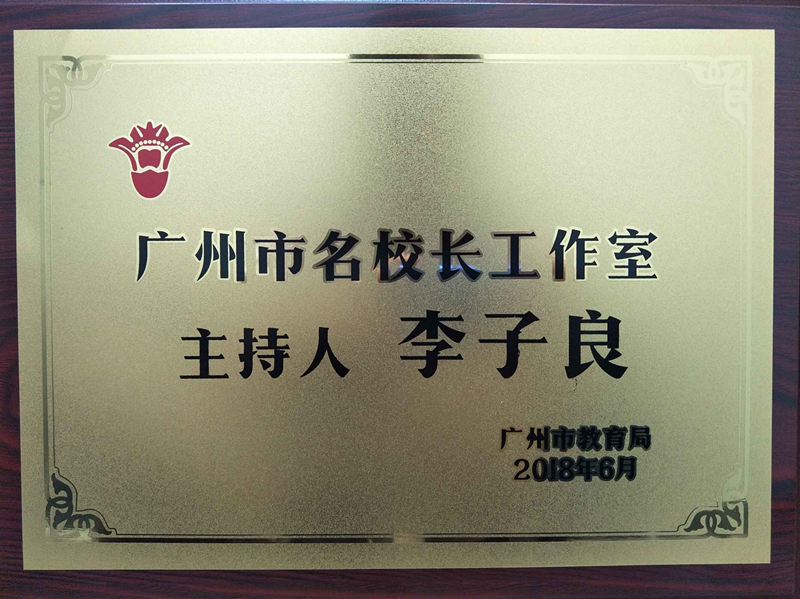 广州市名校长工作室
主持人 李子良
广州市教育局
2018年6月